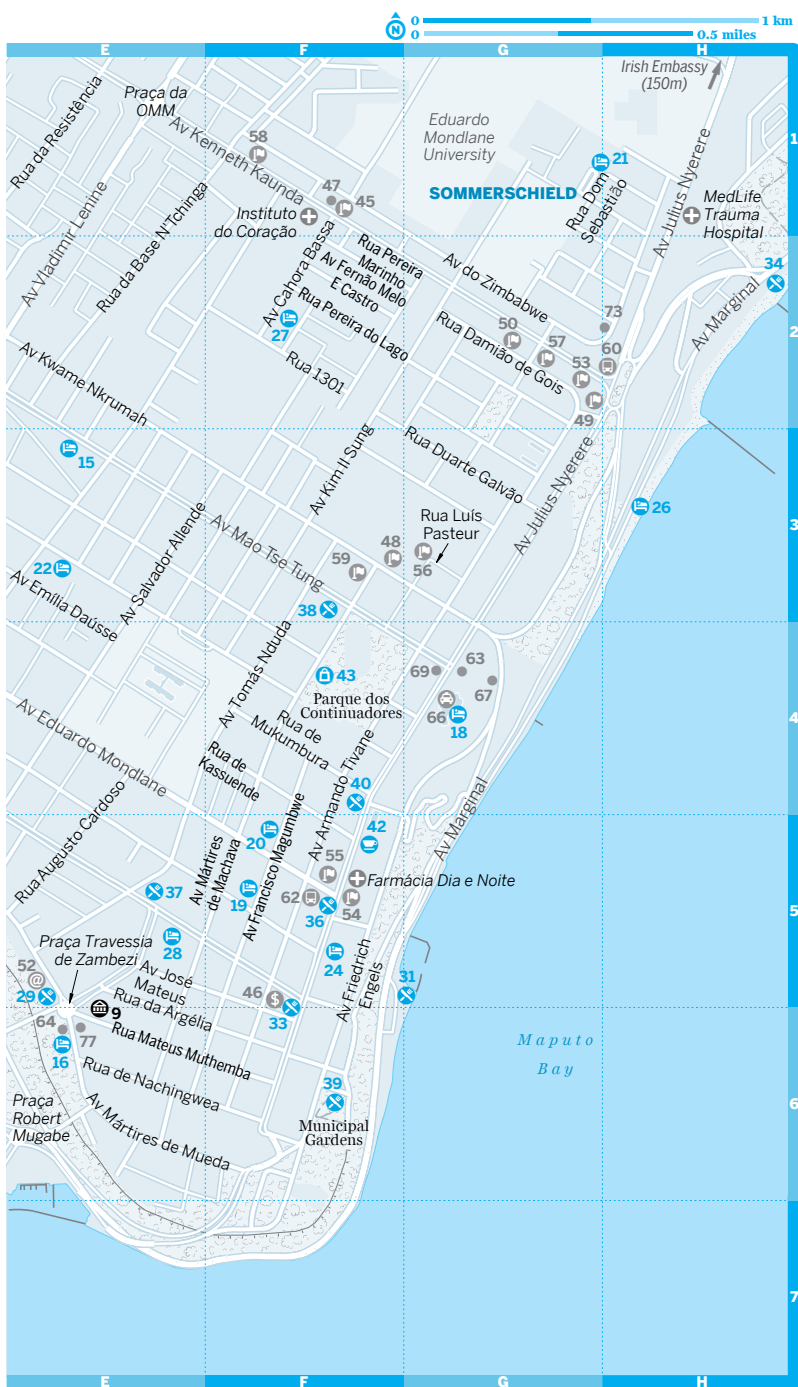 0
1 km
N
0
0.5 miles
E
F
G
H
Irish Embassy
(150m)
Praça da
OMM
Rua da Resistência
Av Kenneth Kaunda
58
Eduardo
Mondlane
University
1
21
SOMMERSCHIELD
Rua Dom
Sebastião
Av Julius Nyerere
MedLife
Trauma
Hospital
47
45
Instituto
do Coração
Av Vladimir Lenine
Rua da Base N'Tchinga
Av Cahora Bassa
Rua Pereira
Marinho
Av Fernão Melo
E Castro
Rua Pereira do Lago
Av do Zimbabwe
34
Av Marginal
73
27
50
57
60
2
Rua Damião de Gois
53
49
Rua 1301
Av Kwame Nkrumah
15
Av Kim Il Sung
Rua Duarte Galvão
Av Julius Nyerere
26
Rua Luís
Pasteur
3
Av Mao Tse Tung
48
59
56
22
Av Salvador Allende
Av Emília Daússe
38
Av Tomás Nduda
69
63
67
43
Parque dos
Continuadores
66
18
4
Av Eduardo Mondlane
Rua de
Mukumbura
Rua de
Kassuende
Av Armando Tivane
40
Av Marginal
Rua Augusto Cardoso
20
42
Av Mártires
de Machava
Av Francisco Magumbwe
55
Farmácia Dia e Noite
37
19
62
36
54
5
28
24
Praça Travessia
de Zambezi
Av José
Mateus
Av Friedrich
Engels
31
52
@
29
9
Rua da Argélia
46
$
33
64
77
16
Rua Mateus Muthemba
Rua de Nachingwea
Maputo
Bay
39
Municipal
Gardens
6
Praça
Robert
Mugabe
Av Mártires de Mueda
7
E
F
G
H